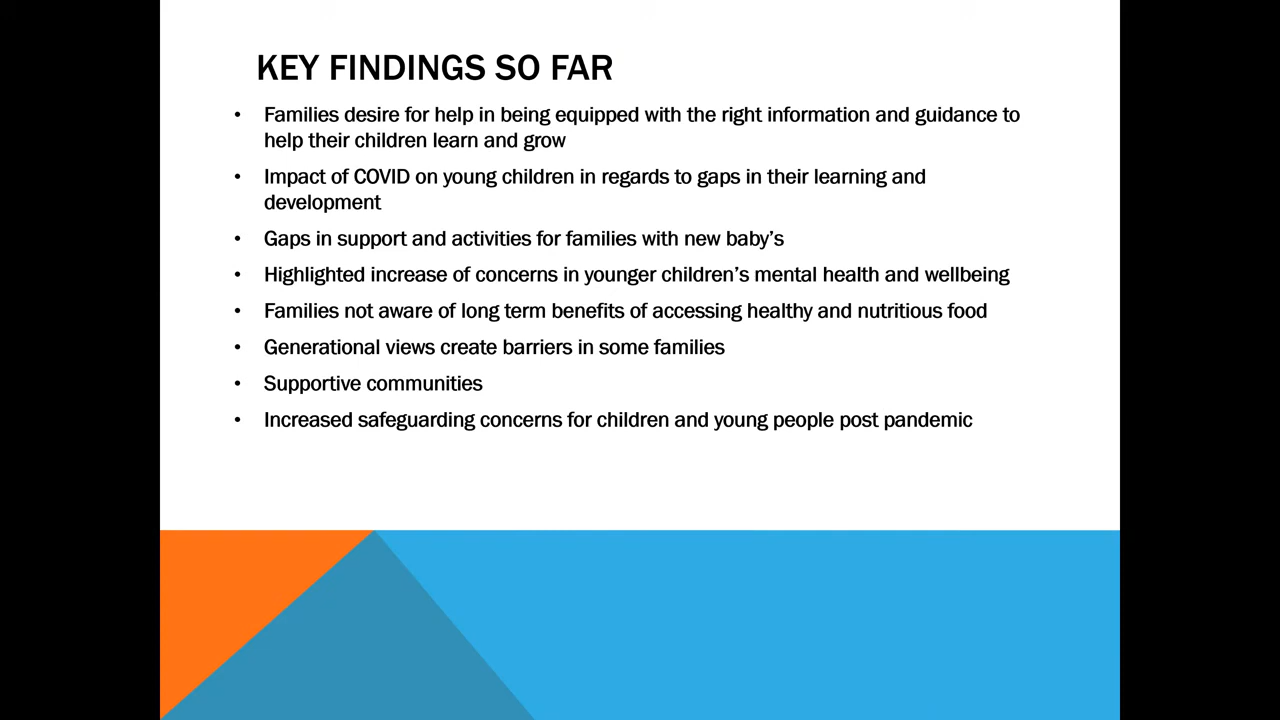 KEY FINDINGS SO FAR
• Families desire for help in being equipped with the right information and guidance to
help their children learn and grow
• Impact of COVID on young children in regards to gaps in their learning and
development
• Gaps in support and activities for families with new baby's
• Highlighted increase of concerns in younger children's mental health and wellbeing
• Families not aware of long term benefits of accessing healthy and nutritious food
• Generational views create barriers in some families
• Supportive communities
• Increased safeguarding concerns for children and young people post pandemic